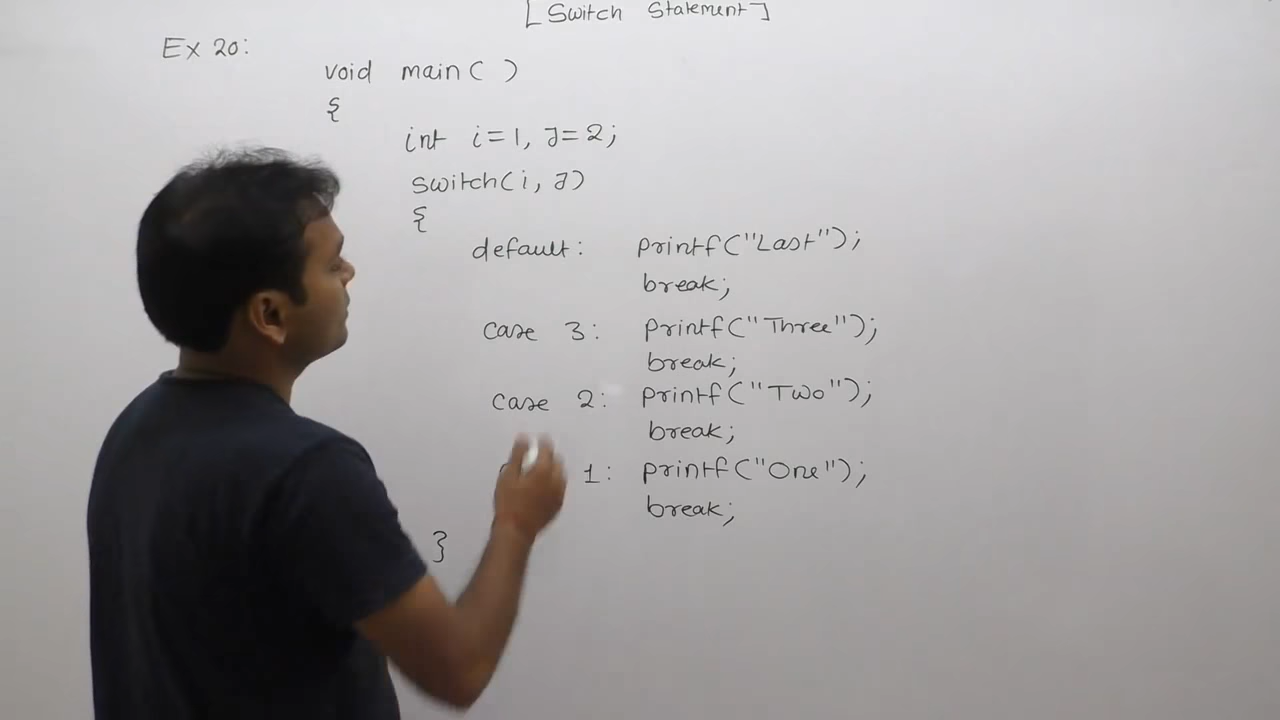 [Switch Statement]
Ex 20:
void main( )
{
int i=1, J=2;
switch(i, J)
{
default: printf("Last");
break;
case 3: printf("Three");
break;
case 2: printf("Two");
break;
1: printf("One");
break;
}